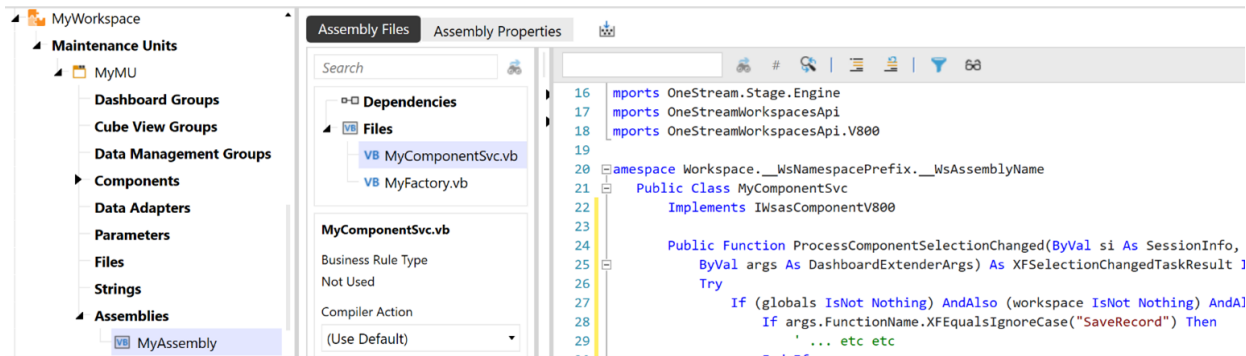 MyWorkspace
Maintenance Units
MyMU
Dashboard Groups
Cube View Groups
Data Management Groups
Components
Data Adapters
Parameters
Files
Strings
Assemblies
VB MyAssembly
Assembly Files Assembly Properties
Search
Dependencies
VB Files
VB MyComponentSvc.vb
VB MyFactory.vb
MyComponentSvc.vb
Business Rule Type
Not Used
Compiler Action
(Use Default)
#
16 mports OneStream.Stage.Engine
17 mports OneStreamWorkspacesApi
18 mports OneStreamWorkspacesApi.V800
19
20 amespace Workspace.__WsNamespacePrefix.__WsAssemblyName
21 Public Class MyComponentSvc
22 Implements IWsasComponentV800
23
24 Public Function ProcessComponentSelectionChanged(ByVal si As SessionInfo,
25 ByVal args As DashboardExtenderArgs) As XFSelectionChangedTaskResult I
26 Try
27 If (globals IsNot Nothing) AndAlso (workspace IsNot Nothing) AndAl
28 If args.FunctionName.XFEqualsIgnoreCase("SaveRecord") Then
29 ' ... etc etc